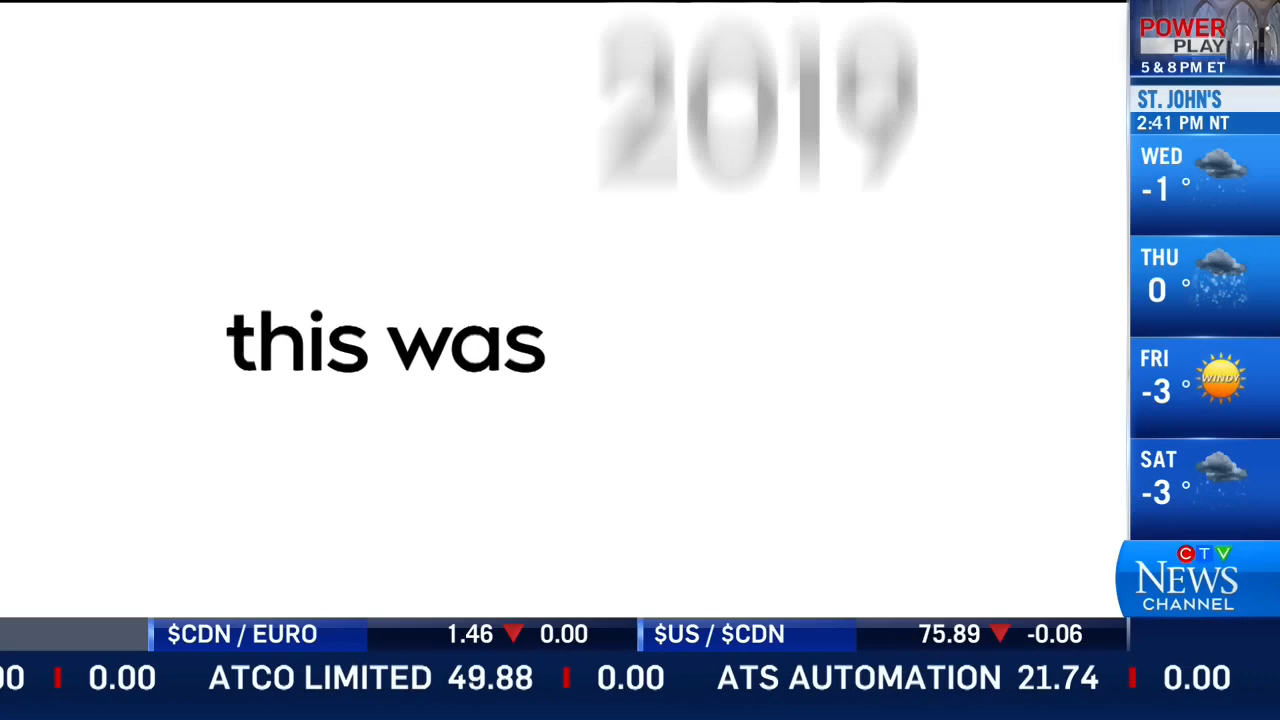 2019
this was
POWER
PLAY
5 & 8 PM ET
ST. JOHN'S
2:41 PM NT
WED
-1 °
THU
0 °
FRI
-3 °
WINDY
SAT
-3 °
CTV
NEWS
CHANNEL
$CDN / EURO 1.46 0.00 $US / $CDN 75.89 -0.06
0.00 ATCO LIMITED 49.88 0.00 ATS AUTOMATION 21.74 0.00